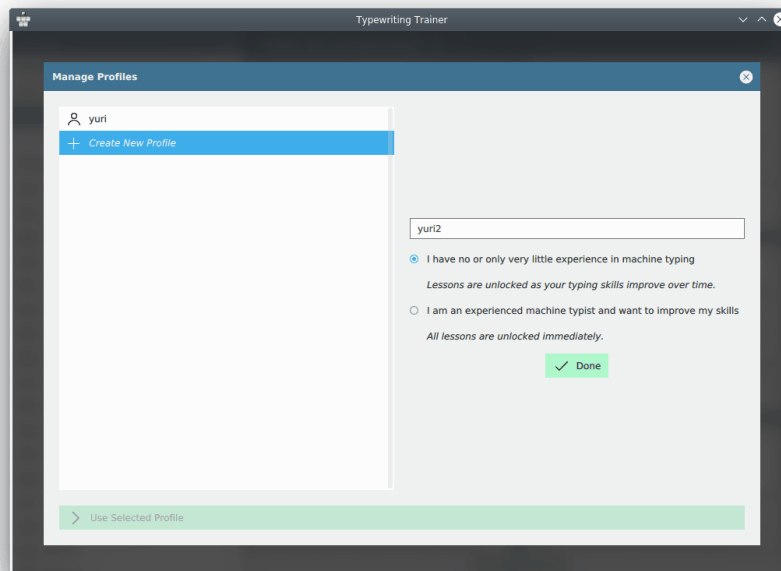 Typewriting Trainer
Manage Profiles
yuri
Create New Profile
yuri2
I have no or only very little experience in machine typing
Lessons are unlocked as your typing skills improve over time.
I am an experienced machine typist and want to improve my skills
All lessons are unlocked immediately.
Done
Use Selected Profile